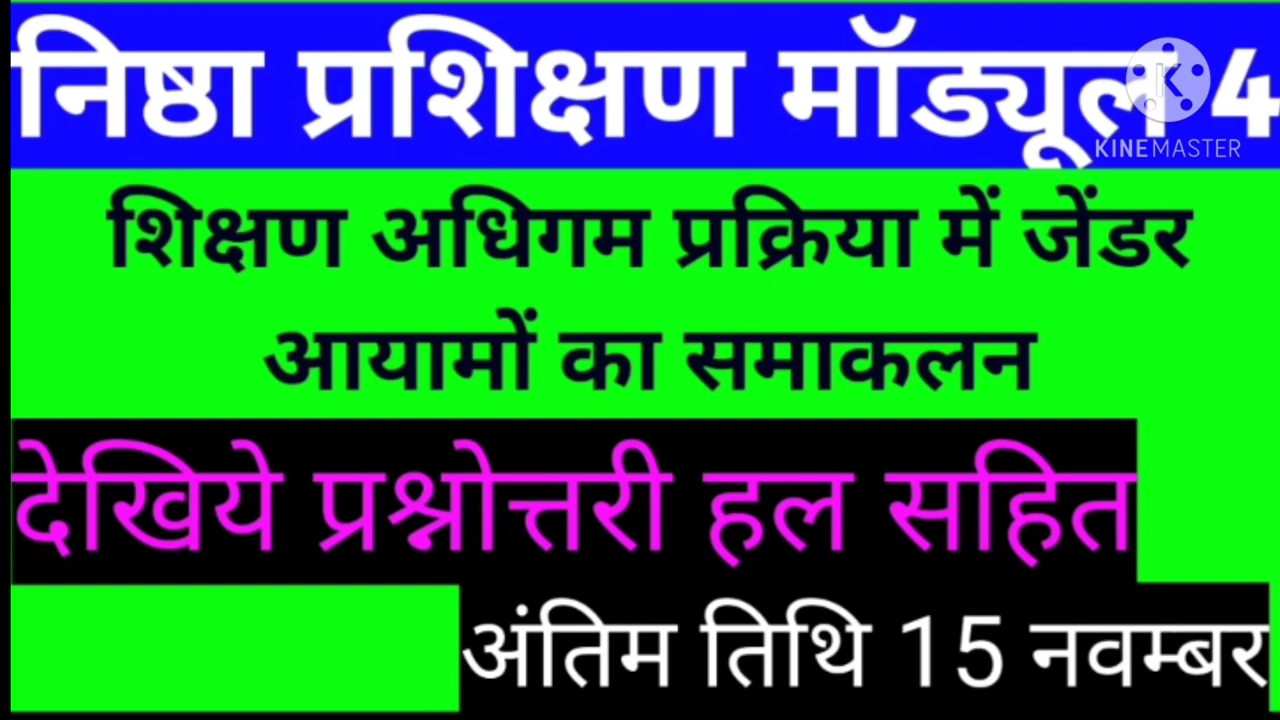 निष्ठा प्रशिक्षण मॉड्यूल 4
KINEMASTER
शिक्षण अधिगम प्रक्रिया में जेंडर
आयामों का समाकलन
देखिये प्रश्नोत्तरी हल सहित
अंतिम तिथि 15 नवम्बर